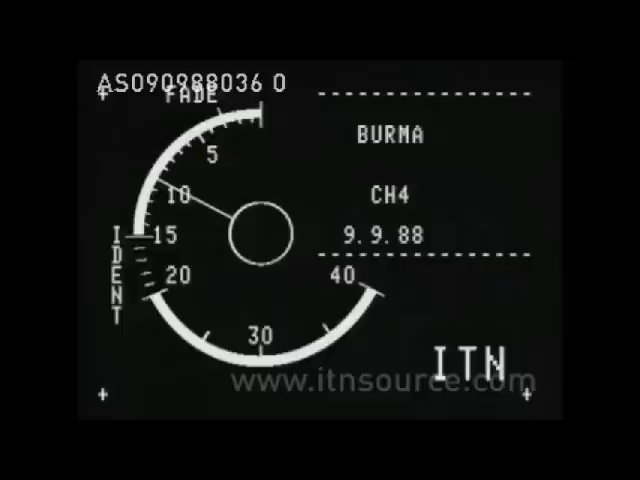 AS090988036 0
FADE
BURMA
5
10
CH4
15
9.9.88
IDENT
20
40
30
ITN
www.itnsource.com